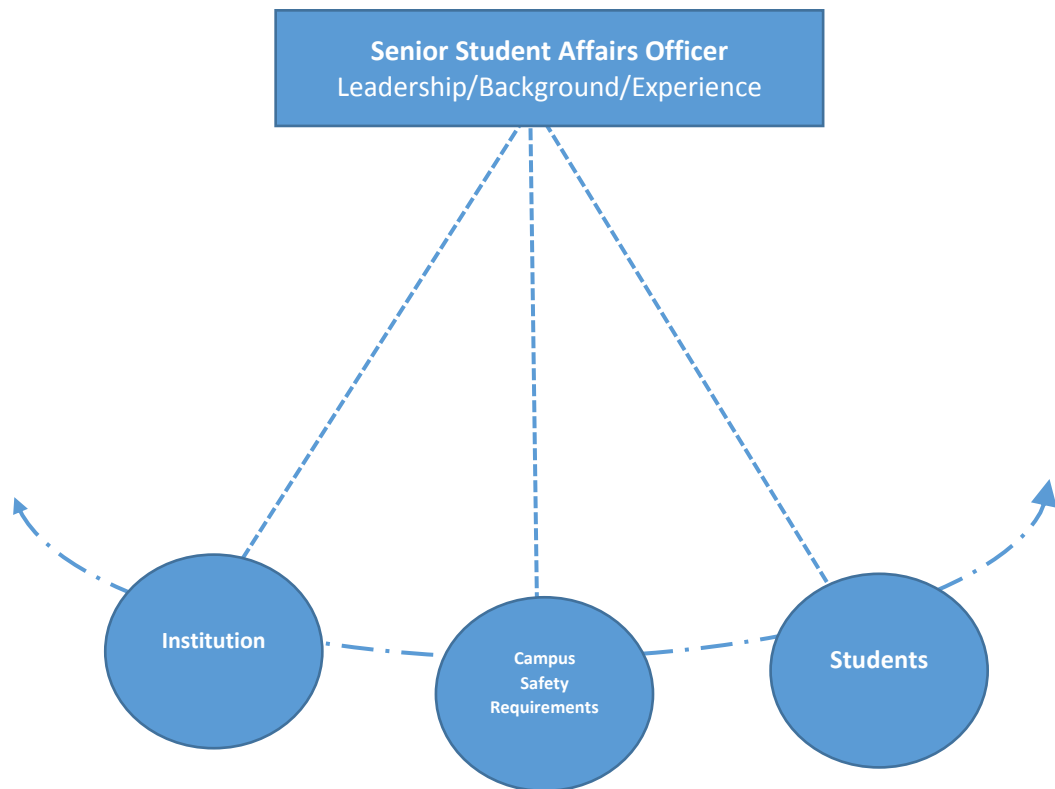 Senior Student Affairs Officer
Leadership/Background/Experience
Institution
Campus
Safety
Requirements
Students